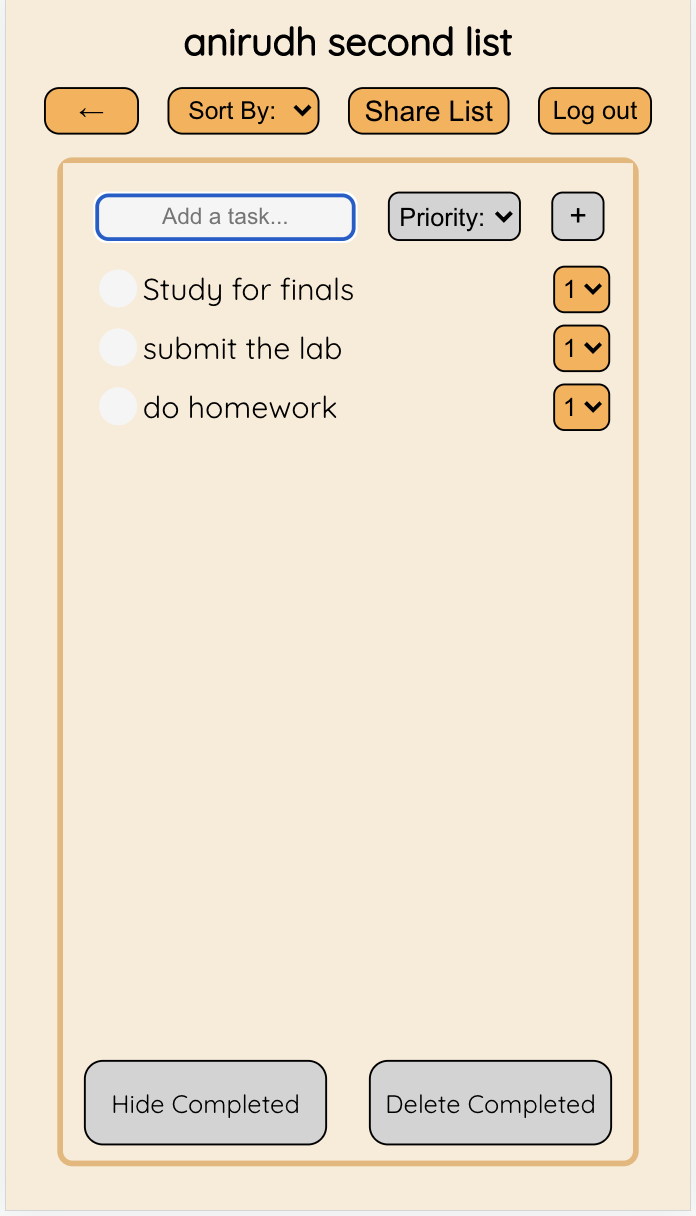 anirudh second list
← Sort By: Share List Log out
Add a task... Priority: +
Study for finals 1
submit the lab 1
do homework 1
Hide Completed Delete Completed